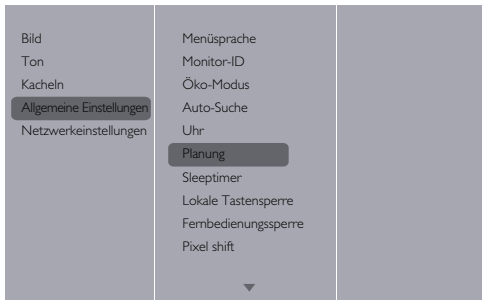 Bild
Ton
Kacheln
Allgemeine Einstellungen
Netzwerkeinstellungen
Menüsprache
Monitor-ID
Öko-Modus
Auto-Suche
Uhr
Planung
Sleeptimer
Lokale Tastensperre
Fernbedienungssperre
Pixel shift